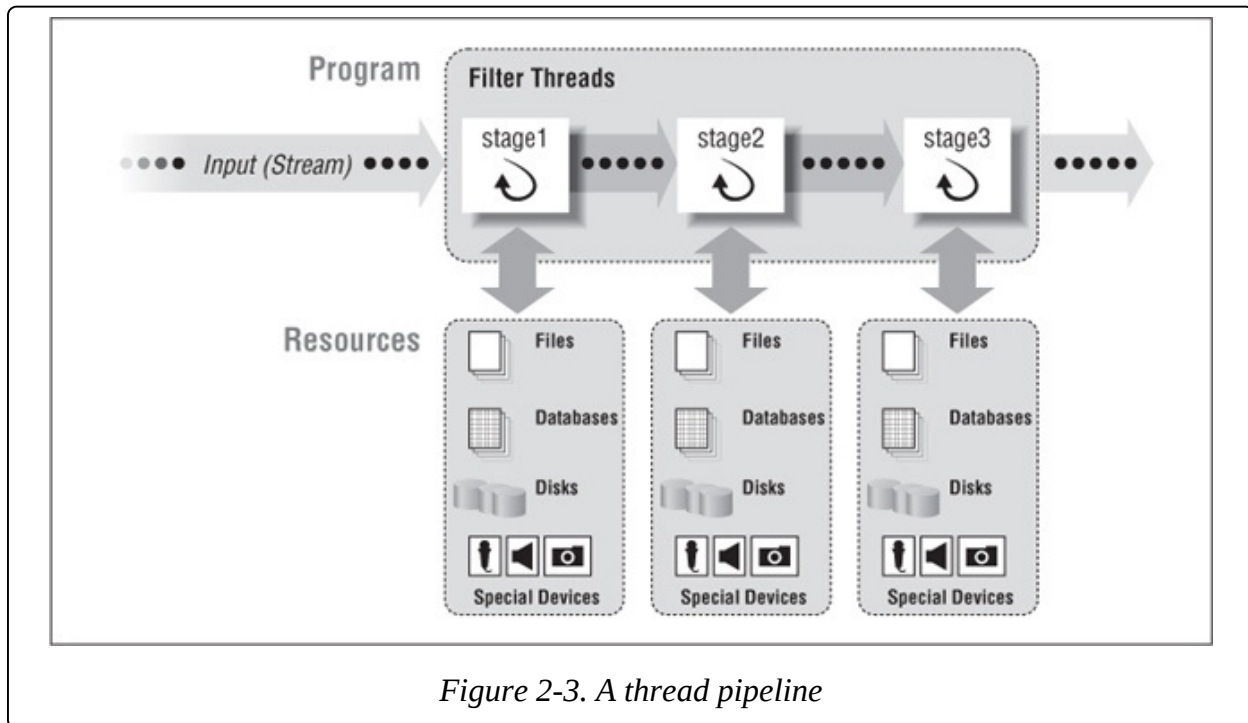 Program
Filter Threads
stage1
stage2
stage3
Input (Stream)
Resources
Files
Databases
Disks
Special Devices
Files
Databases
Disks
Special Devices
Files
Databases
Disks
Special Devices
Figure 2-3. A thread pipeline